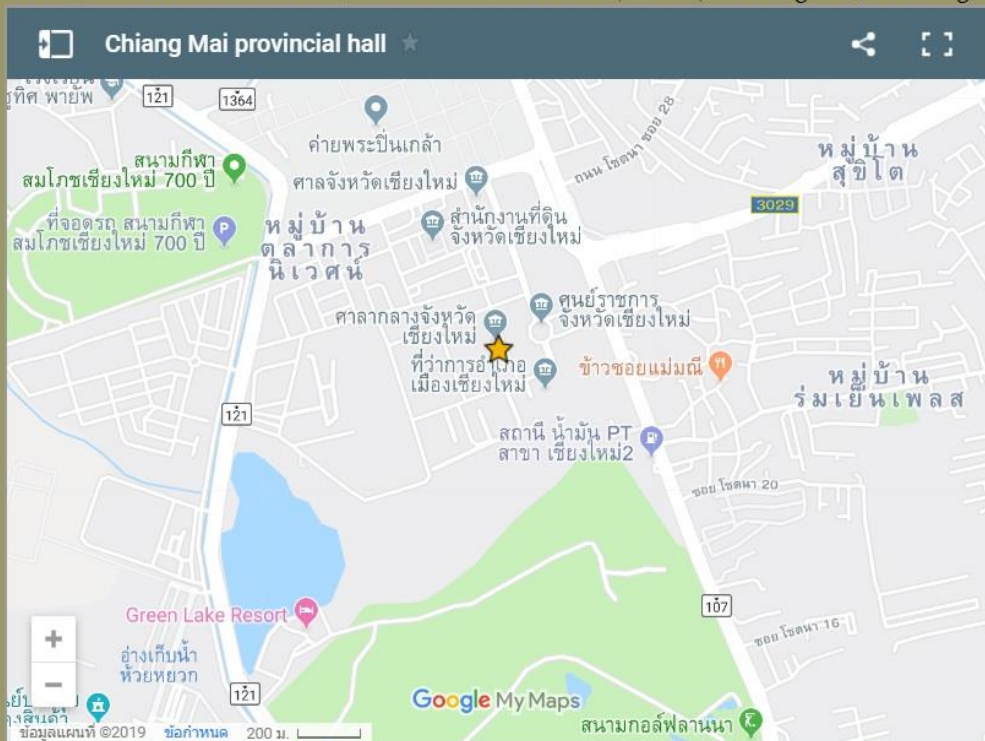 Chiang Mai provincial hall
ชูทิศ พายัพ
121
1364
ค่ายพระปิ่นเกล้า
ถนน โชตนา ซอย 28
หมู่บ้าน
สุขิโต
สนามกีฬา
สมโภชเชียงใหม่ 700 ปี
ศาลจังหวัดเชียงใหม่
3029
ที่จอดรถ สนามกีฬา
สมโภชเชียงใหม่ 700 ปี
P
หมู่บ้าน
ตุลาการ
นิเวศน์
สำนักงานที่ดิน
จังหวัดเชียงใหม่
ศาลากลางจังหวัด
เชียงใหม่
ศูนย์ราชการ
จังหวัดเชียงใหม่
ที่ว่าการอำเภอ
เมืองเชียงใหม่
ข้าวซอยแม่มณี
หมู่บ้าน
ร่มเย็นเพลส
121
สถานี น้ำมัน PT
สาขา เชียงใหม่2
ซอย โชตนา 20
107
Green Lake Resort
ซอย โชตนา 16
+
อ่างเก็บน้ำ
ห้วยหยวก
−
121
Google My Maps
สนามกอล์ฟลานนา
ข้อมูลแผนที่ ©2019
ข้อกำหนด
200 ม.